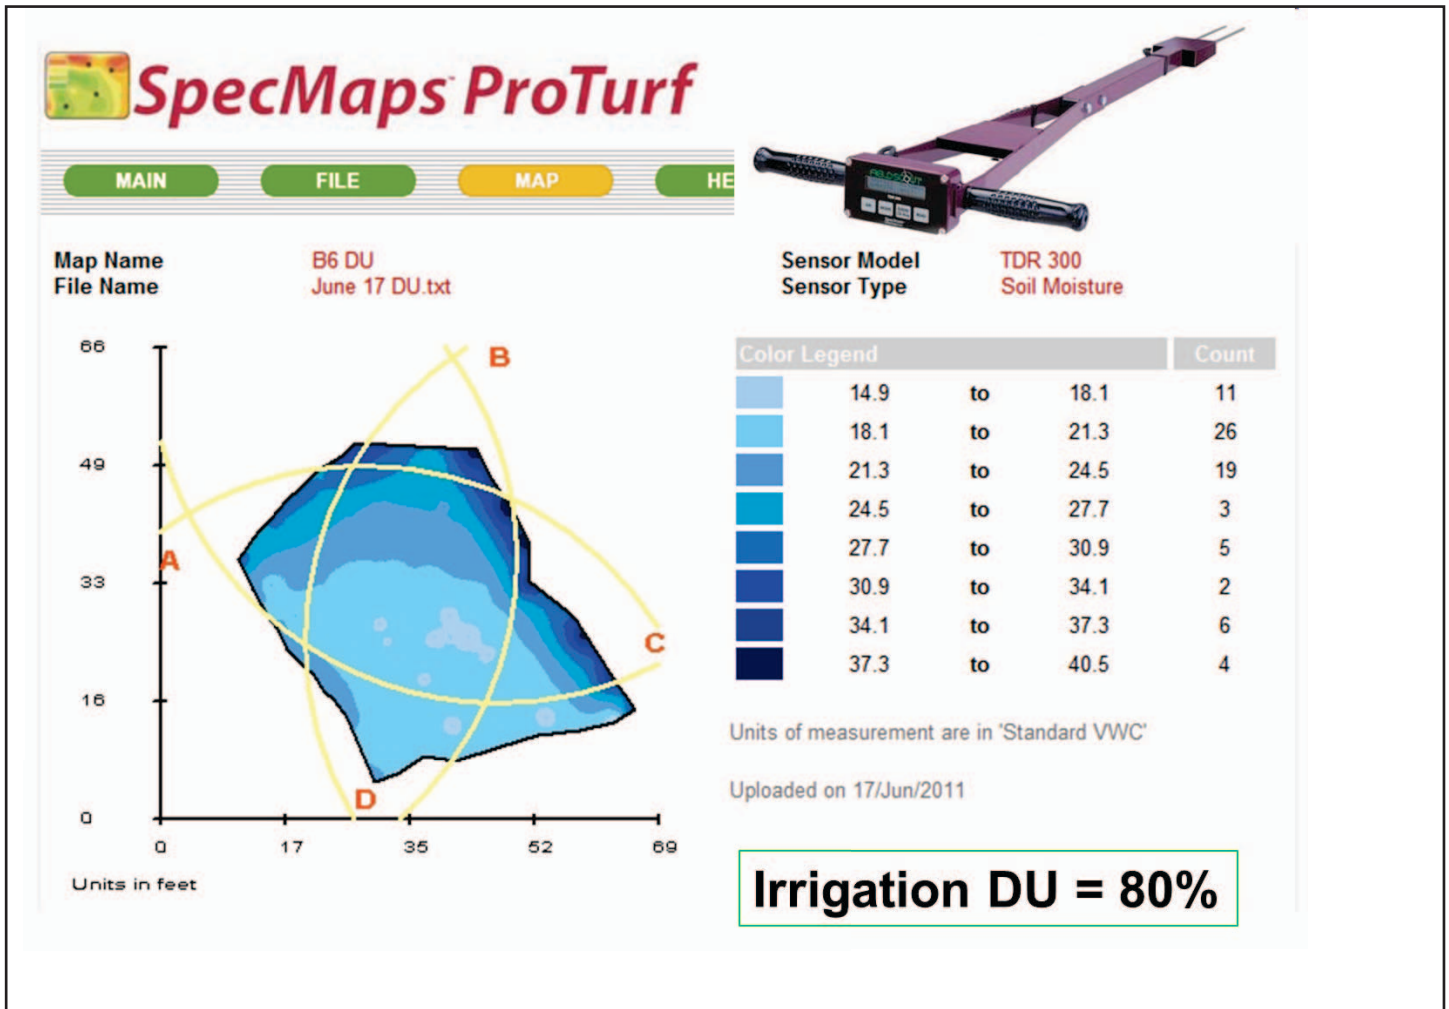 SpecMaps™ ProTurf
MAIN FILE MAP HE
FIELDSCOUT
Map Name B6 DU
File Name June 17 DU.txt
Sensor Model TDR 300
Sensor Type Soil Moisture
66
49
33
16
0
0 17 35 52 69
Units in feet
A
B
C
D
Color Legend Count
14.9 to 18.1 11
18.1 to 21.3 26
21.3 to 24.5 19
24.5 to 27.7 3
27.7 to 30.9 5
30.9 to 34.1 2
34.1 to 37.3 6
37.3 to 40.5 4
Units of measurement are in 'Standard VWC'
Uploaded on 17/Jun/2011
Irrigation DU = 80%